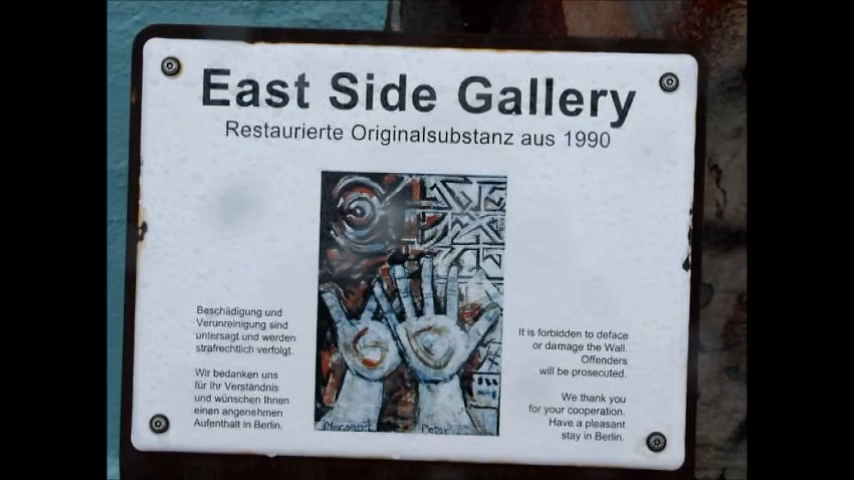 East Side Gallery
Restaurierte Originalsubstanz aus 1990
Beschädigung und
Verunreinigung sind
untersagt und werden
strafrechtlich verfolgt.
Wir bedanken uns
für Ihr Verständnis
und wünschen Ihnen
einen angenehmen
Aufenthalt in Berlin.
It is forbidden to deface
or damage the Wall.
Offenders
will be prosecuted.
We thank you
for your cooperation.
Have a pleasant
stay in Berlin.